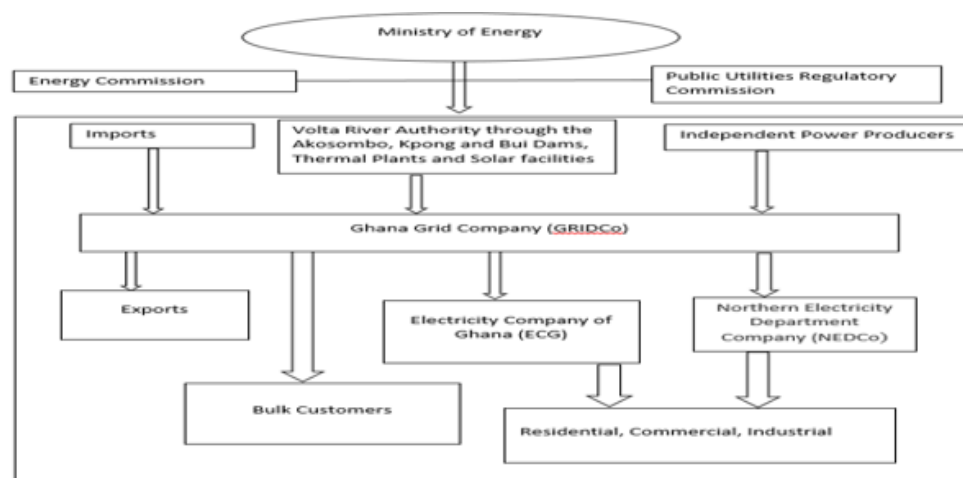 Ministry of Energy
Energy Commission
Public Utilities Regulatory
Commission
Imports
Volta River Authority through the
Akosombo, Kpong and Bui Dams,
Thermal Plants and Solar facilities
Independent Power Producers
Ghana Grid Company (GRIDCo)
Exports
Electricity Company of
Ghana (ECG)
Northern Electricity
Department
Company (NEDCo)
Bulk Customers
Residential, Commercial, Industrial